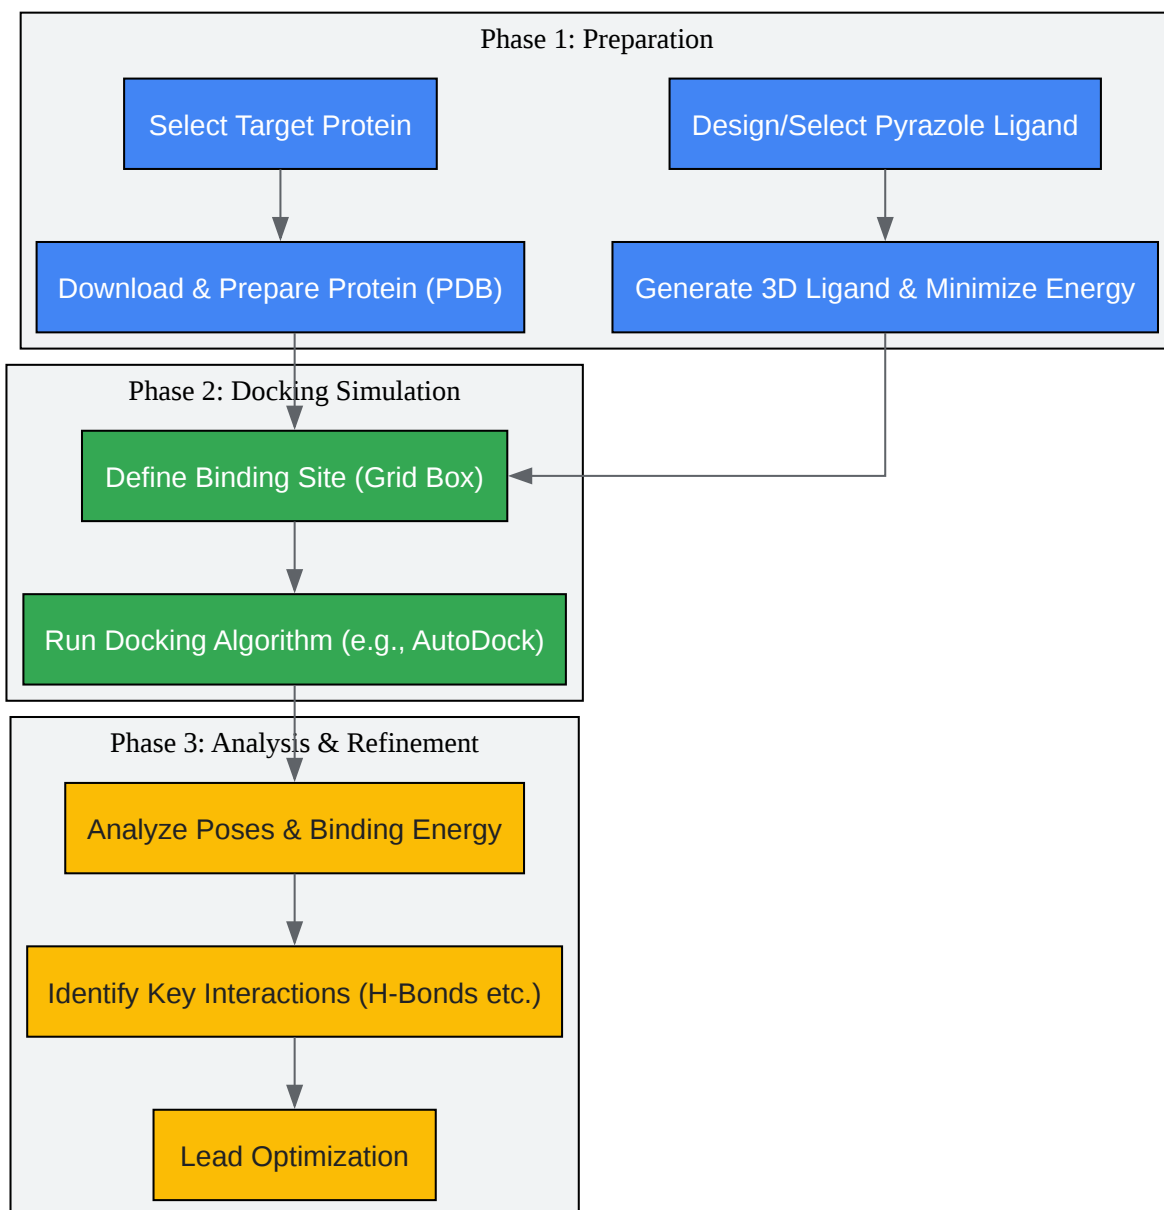 Phase 1: Preparation
Select Target Protein
Design/Select Pyrazole Ligand
Download & Prepare Protein (PDB)
Generate 3D Ligand & Minimize Energy
Phase 2: Docking Simulation
Define Binding Site (Grid Box)
Run Docking Algorithm (e.g., AutoDock)
Phase 3: Analysis & Refinement
Analyze Poses & Binding Energy
Identify Key Interactions (H-Bonds etc.)
Lead Optimization